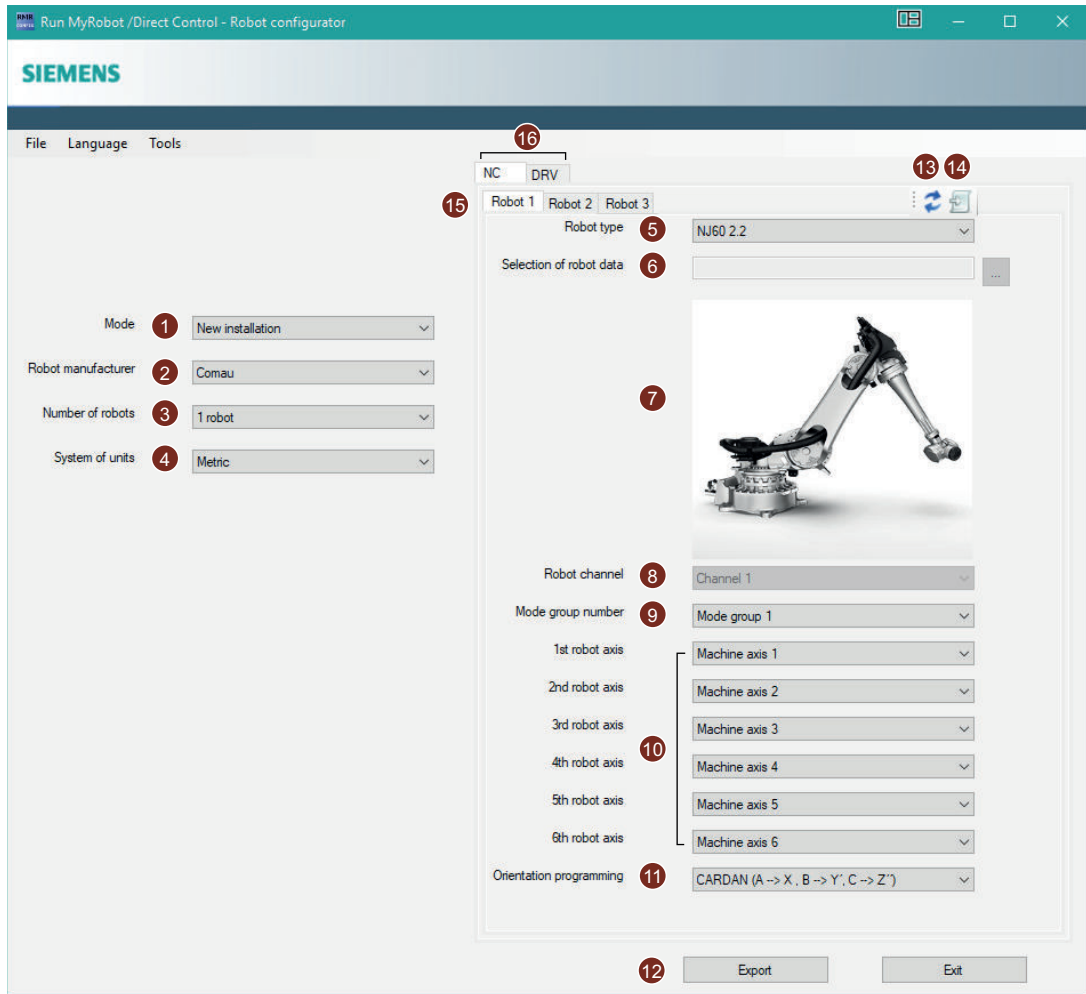 Run MyRobot /Direct Control - Robot configurator
SIEMENS
File Language Tools
16
NC DRV
13 14
15 Robot 1 Robot 2 Robot 3
Robot type 5 NJ60 2.2
Selection of robot data 6 ...
Mode 1 New installation
Robot manufacturer 2 Comau
Number of robots 3 1 robot
System of units 4 Metric
7
Robot channel 8 Channel 1
Mode group number 9 Mode group 1
1st robot axis Machine axis 1
2nd robot axis Machine axis 2
3rd robot axis Machine axis 3
10
4th robot axis Machine axis 4
5th robot axis Machine axis 5
6th robot axis Machine axis 6
Orientation programming 11 CARDAN (A --> X , B --> Y´, C --> Z´´)
12 Export Exit